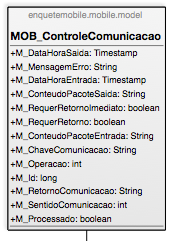 enquetemobile.mobile.model
MOB_ControleComunicacao
+M_DataHoraSaida: Timestamp
+M_MensagemErro: String
+M_DataHoraEntrada: Timestamp
+M_ConteudoPacoteSaida: String
+M_RequerRetornoImediato: boolean
+M_RequerRetorno: boolean
+M_ConteudoPacoteEntrada: String
+M_ChaveComunicacao: String
+M_Operacao: int
+M_Id: long
+M_RetornoComunicacao: String
+M_SentidoComunicacao: int
+M_Processado: boolean